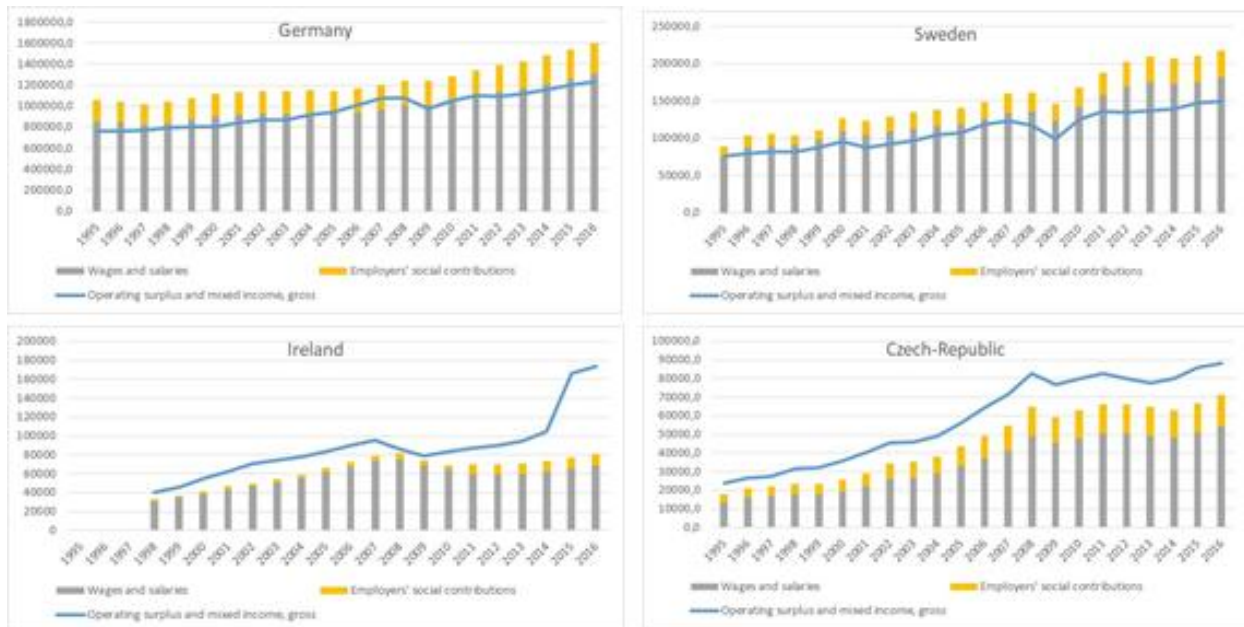 Germany
1800000,0
1600000,0
1400000,0
1200000,0
1000000,0
800000,0
600000,0
400000,0
200000,0
0,0
1995 1996 1997 1998 1999 2000 2001 2002 2003 2004 2005 2006 2007 2008 2009 2010 2011 2012 2013 2014 2015 2016
Wages and salaries Employers' social contributions
Operating surplus and mixed income, gross
Sweden
250000,0
200000,0
150000,0
100000,0
50000,0
0,0
1995 1996 1997 1998 1999 2000 2001 2002 2003 2004 2005 2006 2007 2008 2009 2010 2011 2012 2013 2014 2015 2016
Wages and salaries Employers' social contributions
Operating surplus and mixed income, gross
Ireland
200000
180000
160000
140000
120000
100000
80000
60000
40000
20000
0
1995 1996 1997 1998 1999 2000 2001 2002 2003 2004 2005 2006 2007 2008 2009 2010 2011 2012 2013 2014 2015 2016
Wages and salaries Employers' social contributions
Operating surplus and mixed income, gross
Czech-Republic
100000,0
90000,0
80000,0
70000,0
60000,0
50000,0
40000,0
30000,0
20000,0
10000,0
0,0
1995 1996 1997 1998 1999 2000 2001 2002 2003 2004 2005 2006 2007 2008 2009 2010 2011 2012 2013 2014 2015 2016
Wages and salaries Employers' social contributions
Operating surplus and mixed income, gross